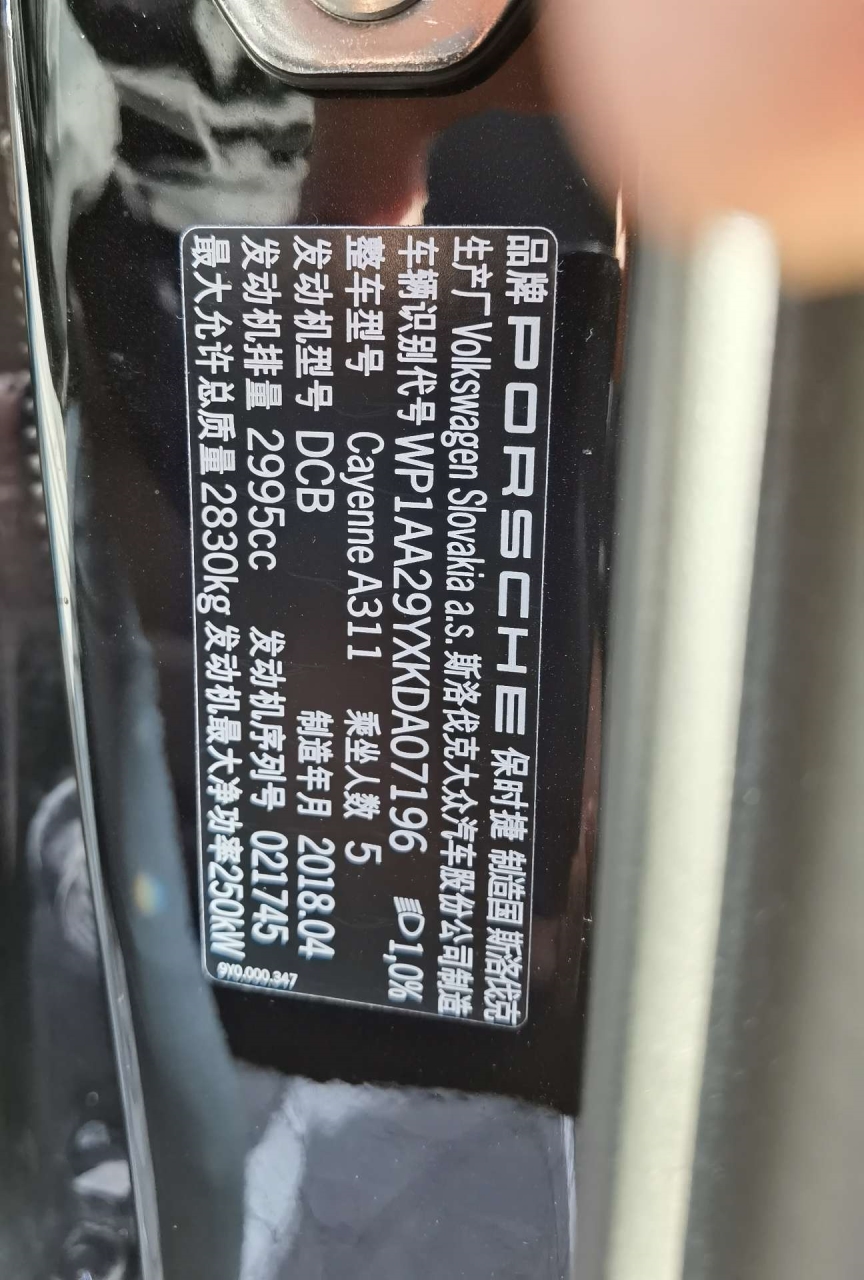 品牌 PORSCHE 保时捷 制造国 斯洛伐克
生产厂 Volkswagen Slovakia a.s. 斯洛伐克大众汽车股份公司制造
车辆识别代号 WP1AA29YXKDA07196 1,0%
整车型号 Cayenne A311 乘坐人数 5
发动机型号 DCB 制造年月 2018.04
发动机排量 2995cc 发动机序列号 021745
最大允许总质量 2830kg 发动机最大净功率250kW
9Y0.000.347